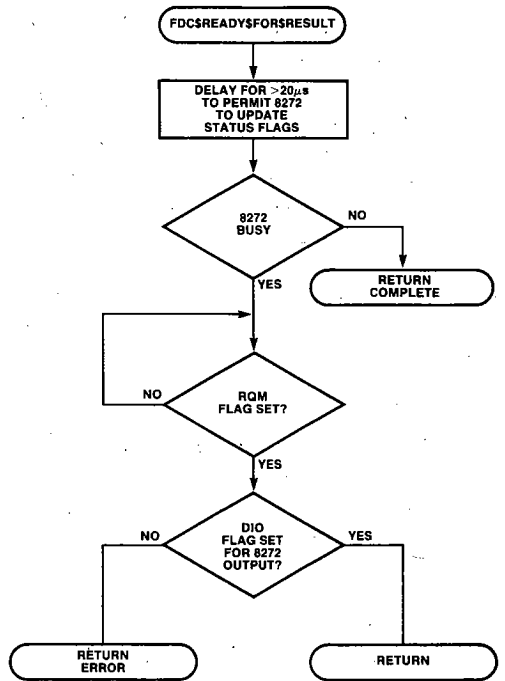 FDC$READY$FOR$RESULT
DELAY FOR >20μs
TO PERMIT 8272
TO UPDATE
STATUS FLAGS
8272
BUSY
NO
RETURN
COMPLETE
YES
NO
RQM
FLAG SET?
YES
NO
DIO
FLAG SET
FOR 8272
OUTPUT?
YES
RETURN
ERROR
RETURN